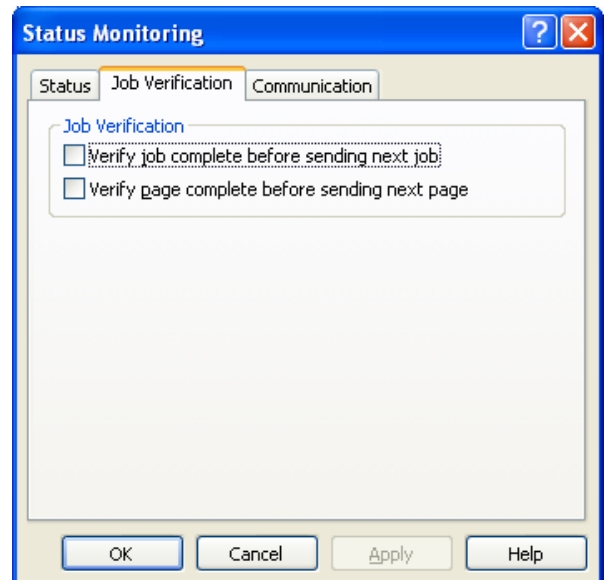 Status Monitoring
Status Job Verification Communication
Job Verification
Verify job complete before sending next job
Verify page complete before sending next page
OK Cancel Apply Help